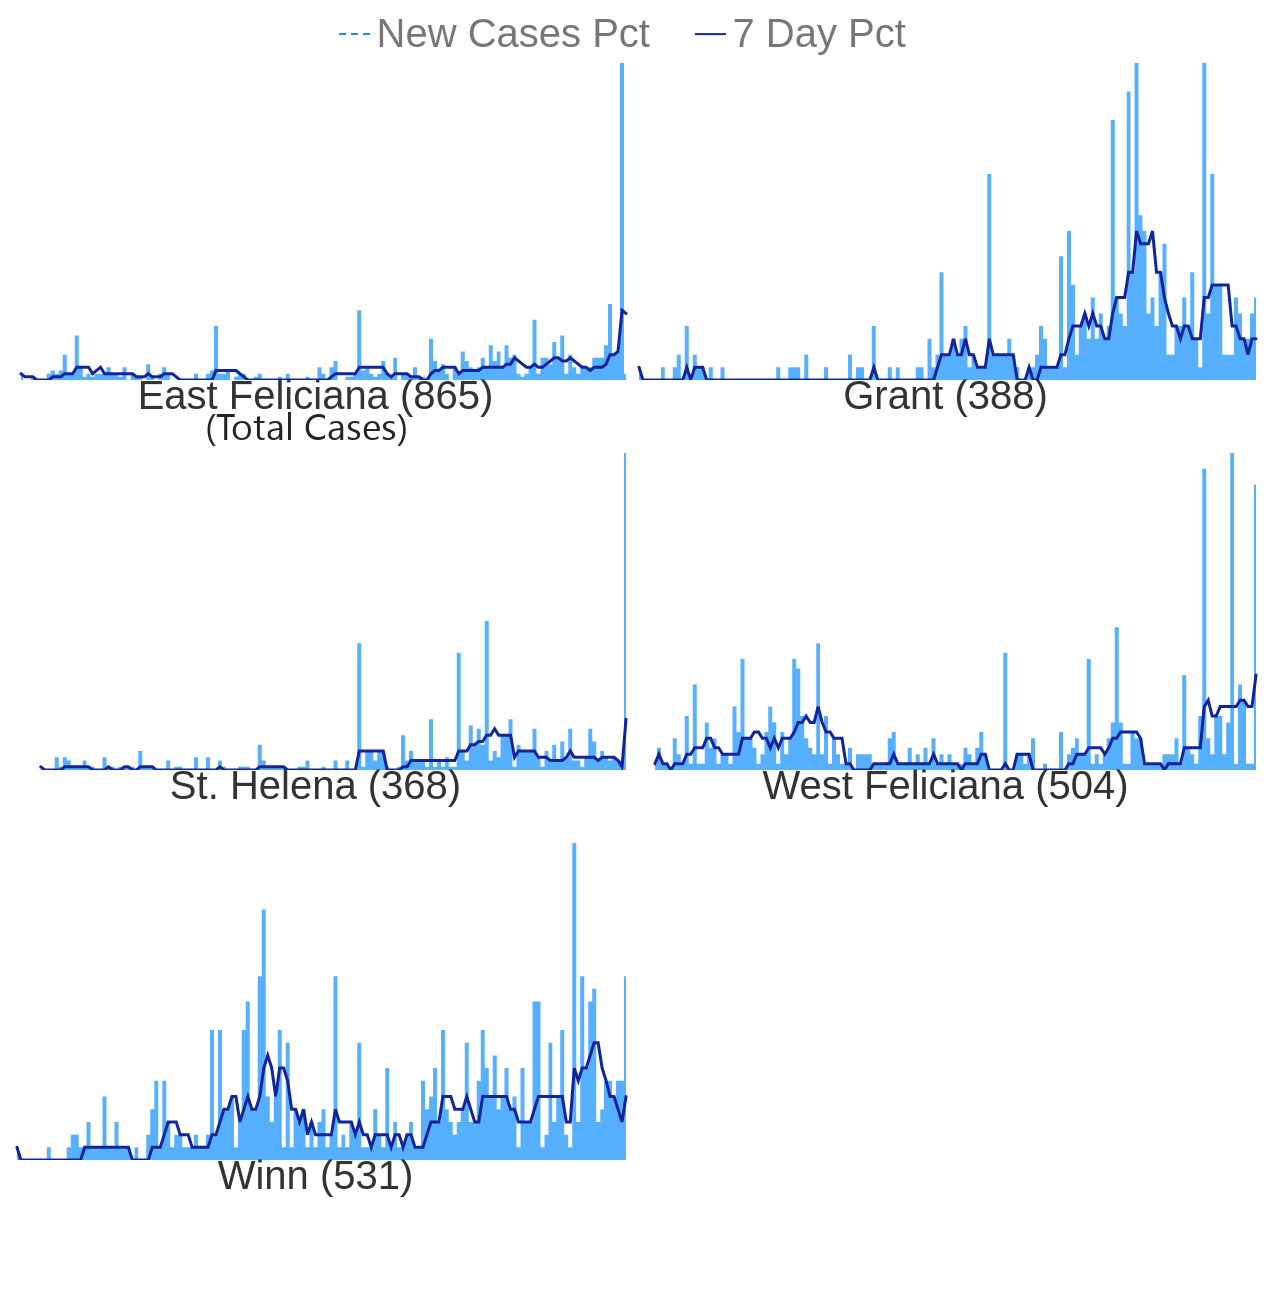 New Cases Pct 7 Day Pct
East Feliciana (865)
(Total Cases)
Grant (388)
St. Helena (368)
West Feliciana (504)
Winn (531)